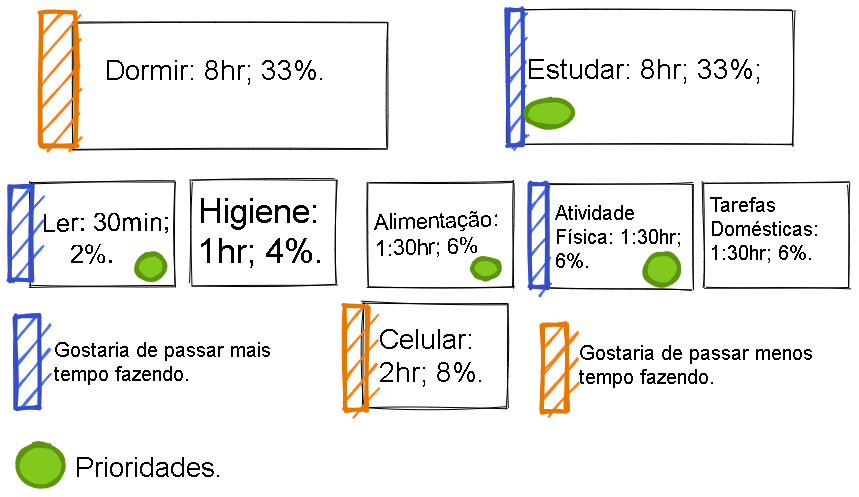 Dormir: 8hr; 33%.
Estudar: 8hr; 33%;
Ler: 30min;
2%.
Higiene:
1hr; 4%.
Alimentação:
1:30hr; 6%
Atividade
Física: 1:30hr;
6%.
Tarefas
Domésticas:
1:30hr; 6%.
Gostaria de passar mais
tempo fazendo.
Celular:
2hr; 8%.
Gostaria de passar menos
tempo fazendo.
Prioridades.